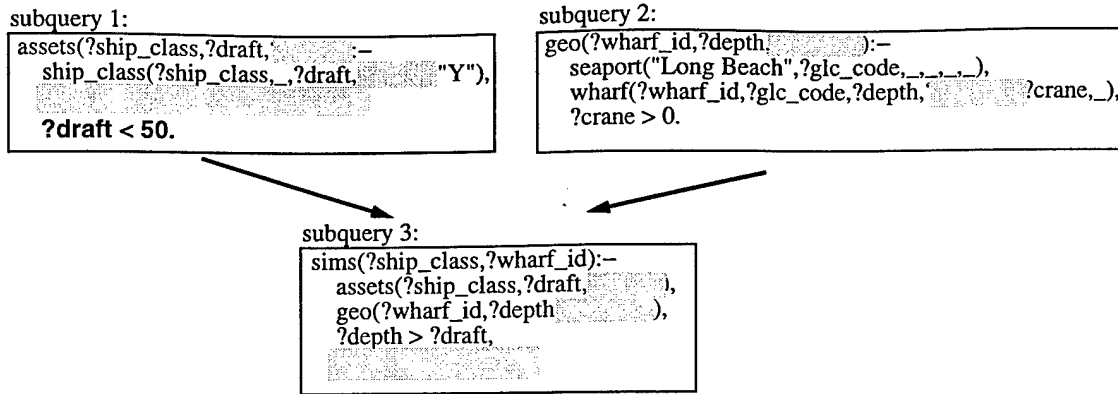 subquery 1:
assets(?ship_class,?draft, :–
ship_class(?ship_class,_,?draft, "Y"),
?draft < 50.
subquery 2:
geo(?wharf_id,?depth, ):–
seaport("Long Beach",?glc_code,_,_,_,_),
wharf(?wharf_id,?glc_code,?depth, ?crane,_),
?crane > 0.
subquery 3:
sims(?ship_class,?wharf_id):–
assets(?ship_class,?draft, ),
geo(?wharf_id,?depth ),
?depth > ?draft,